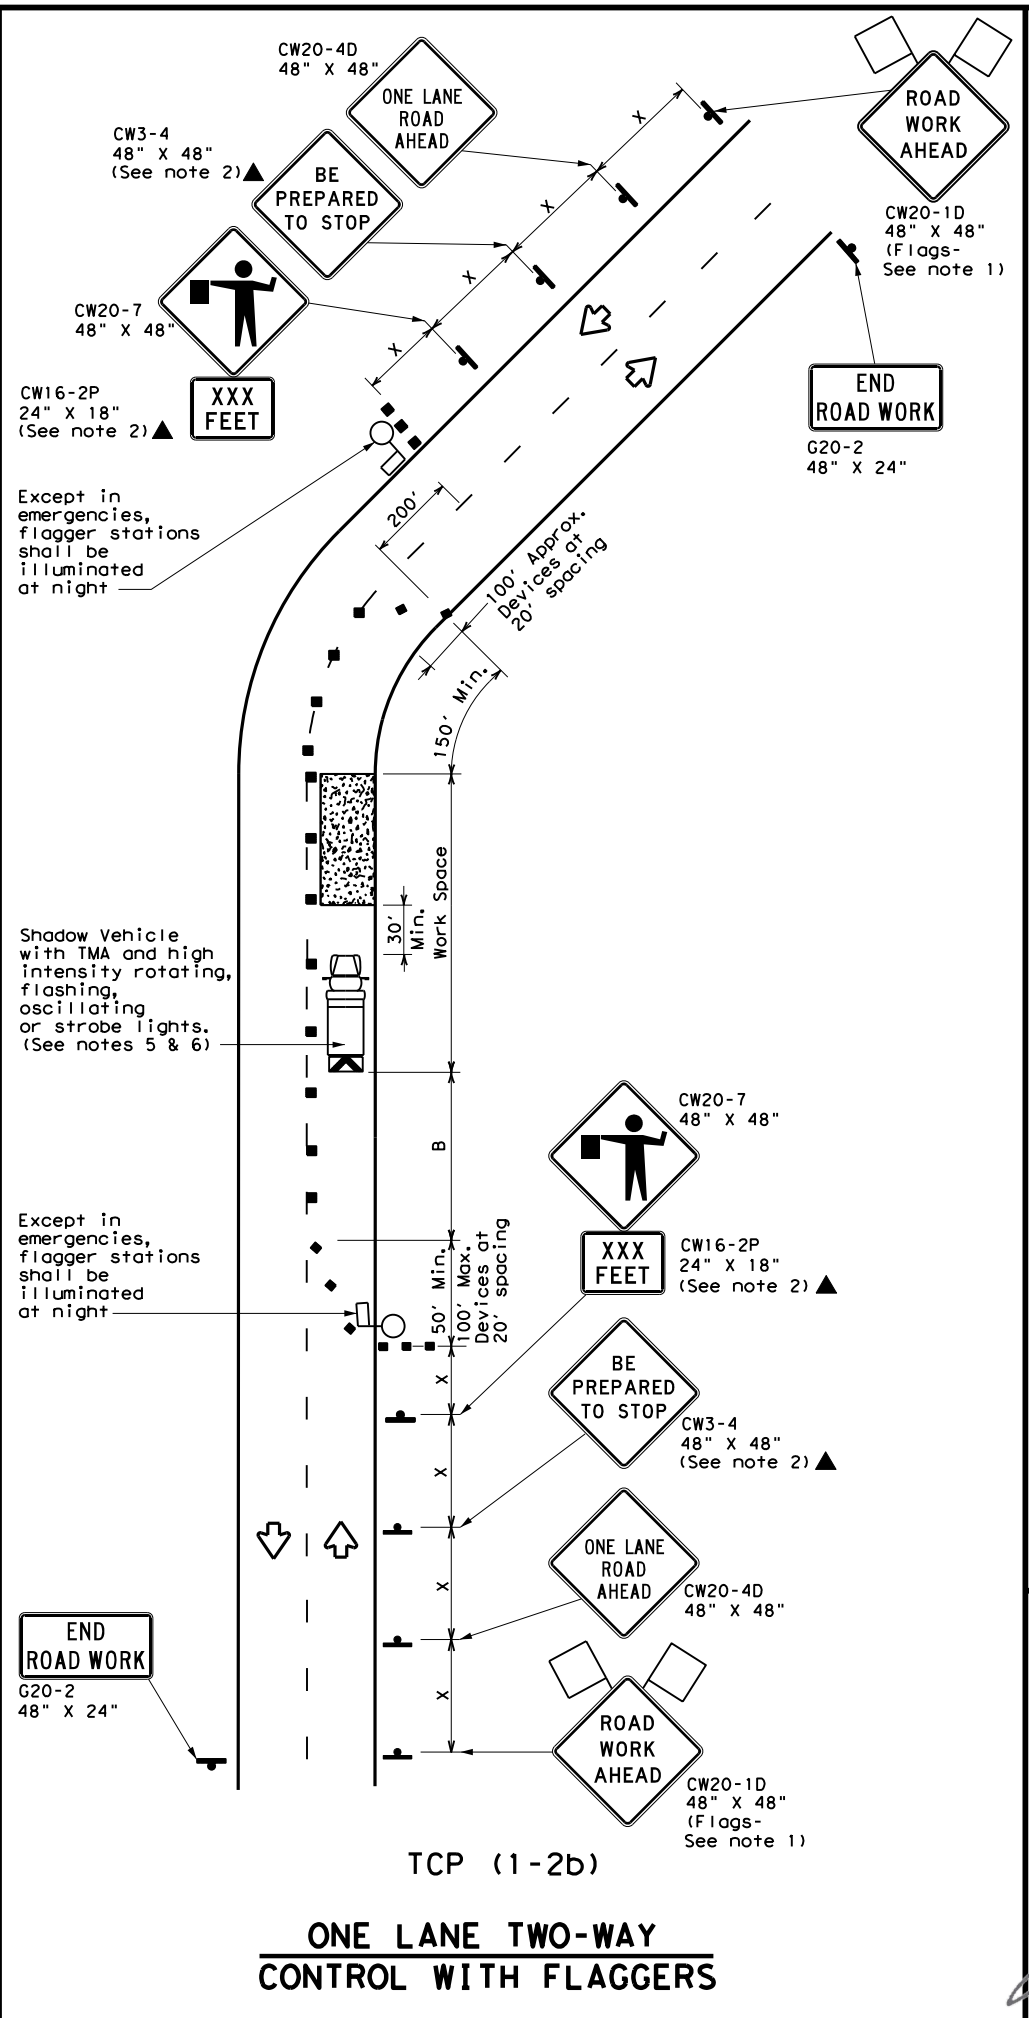 CW20-4D
48" X 48"
ONE LANE
ROAD
AHEAD
ROAD
WORK
AHEAD
CW20-1D
48" X 48"
(Flags-
See note 1)
CW3-4
48" X 48"
(See note 2)
BE
PREPARED
TO STOP
X
X
X
X
CW20-7
48" X 48"
CW16-2P
24" X 18"
(See note 2)
XXX
FEET
END
ROAD WORK
G20-2
48" X 24"
Except in
emergencies,
flagger stations
shall be
illuminated
at night
200'
100' Approx.
Devices at
20' spacing
150' Min.
Work Space
30'
Min.
Shadow Vehicle
with TMA and high
intensity rotating,
flashing,
oscillating
or strobe lights.
(See notes 5 & 6)
B
CW20-7
48" X 48"
XXX
FEET
CW16-2P
24" X 18"
(See note 2)
Except in
emergencies,
flagger stations
shall be
illuminated
at night
50' Min.
100' Max.
Devices at
20' spacing
X
X
X
X
BE
PREPARED
TO STOP
CW3-4
48" X 48"
(See note 2)
ONE LANE
ROAD
AHEAD
CW20-4D
48" X 48"
END
ROAD WORK
G20-2
48" X 24"
ROAD
WORK
AHEAD
CW20-1D
48" X 48"
(Flags-
See note 1)
TCP (1-2b)
ONE LANE TWO-WAY
CONTROL WITH FLAGGERS